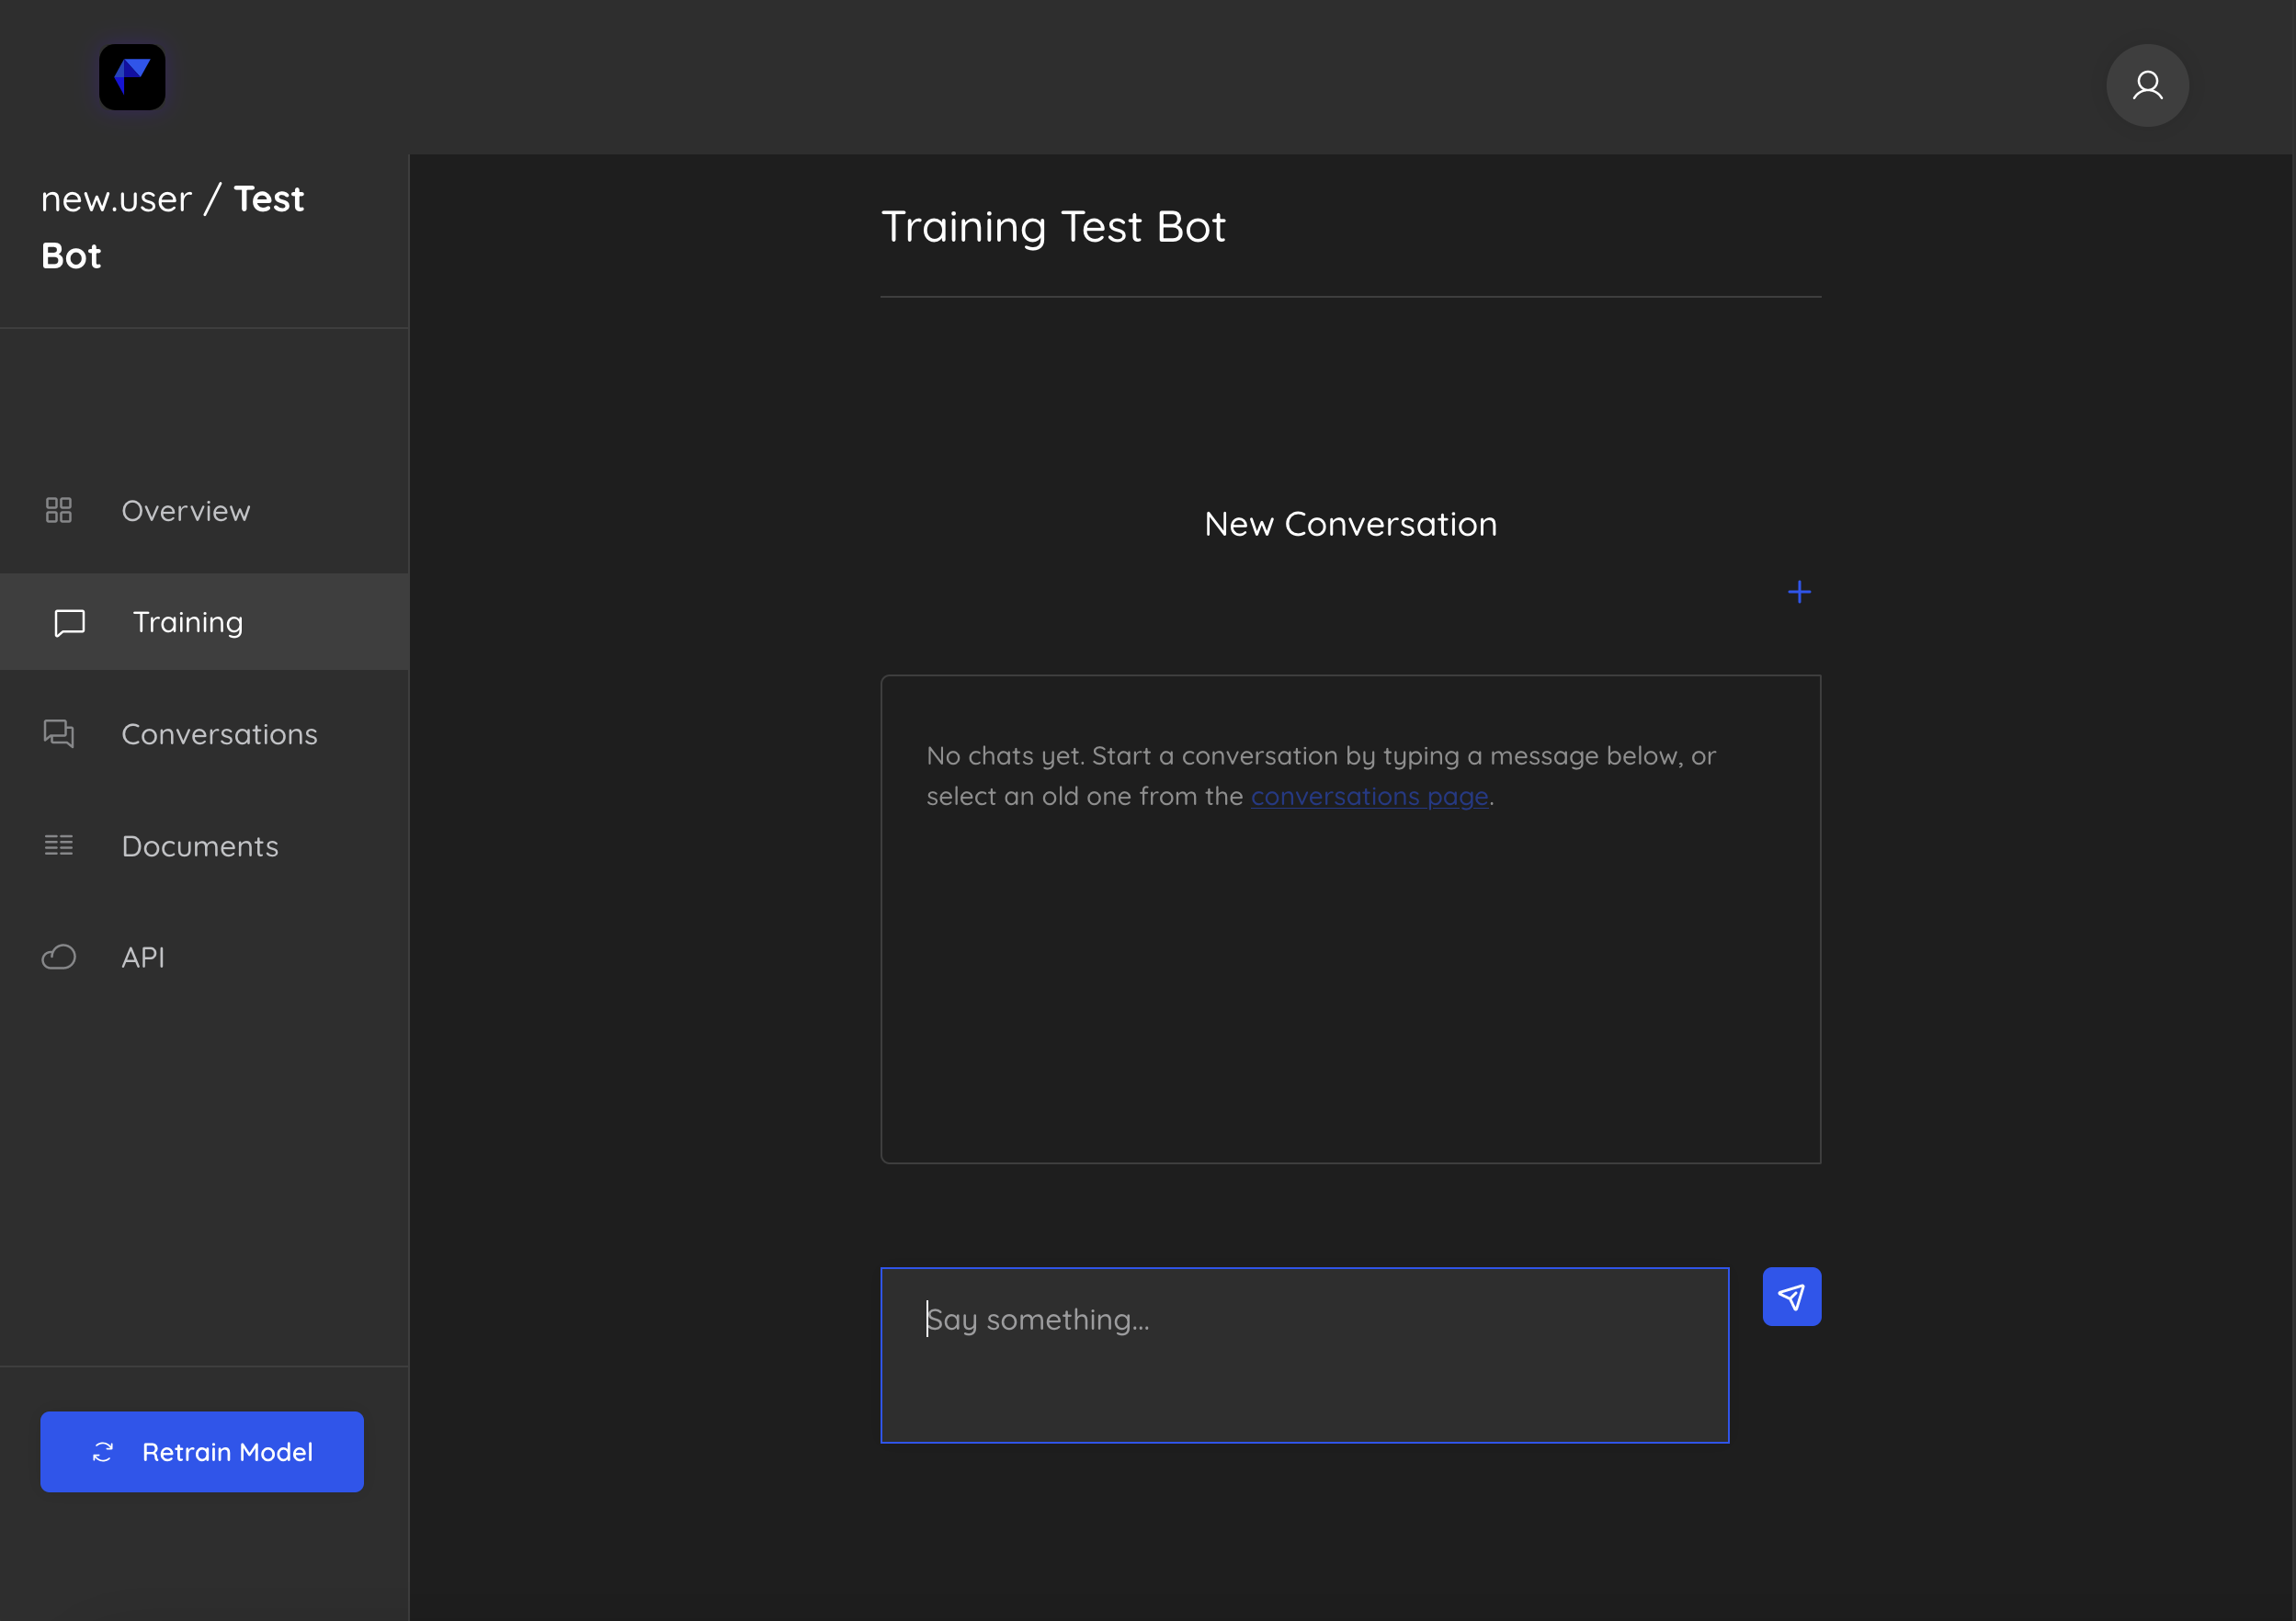 new.user / Test
Bot
Overview
Training
Conversations
Documents
API
Retrain Model
Training Test Bot
New Conversation
No chats yet. Start a conversation by typing a message below, or
select an old one from the conversations page.
Say something...